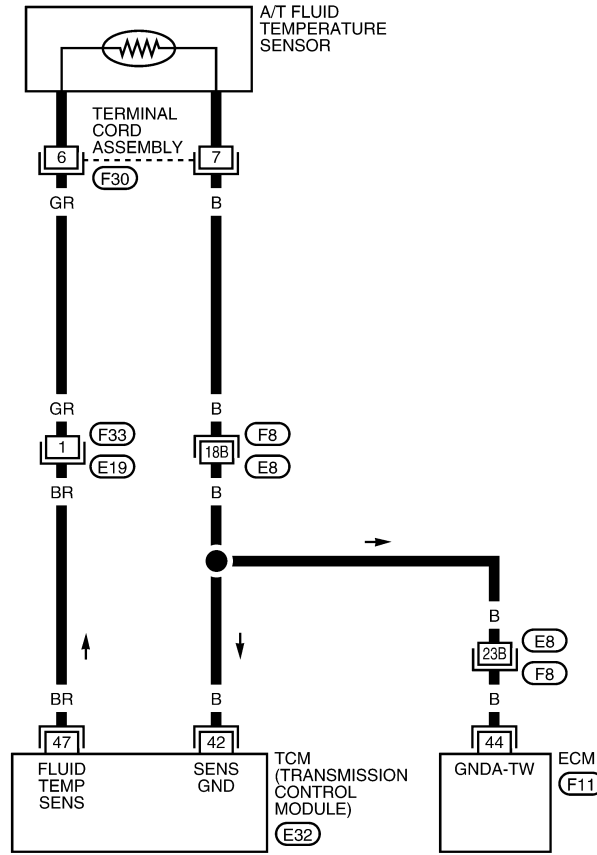 A/T FLUID
TEMPERATURE
SENSOR
TERMINAL
CORD
ASSEMBLY
6
7
F30
GR
B
GR
B
1
F33
E19
18B
F8
E8
BR
B
B
E8
23B
F8
BR
B
B
47
42
44
FLUID
TEMP
SENS
SENS
GND
TCM
(TRANSMISSION
CONTROL
MODULE)
E32
GNDA-TW
ECM
F11